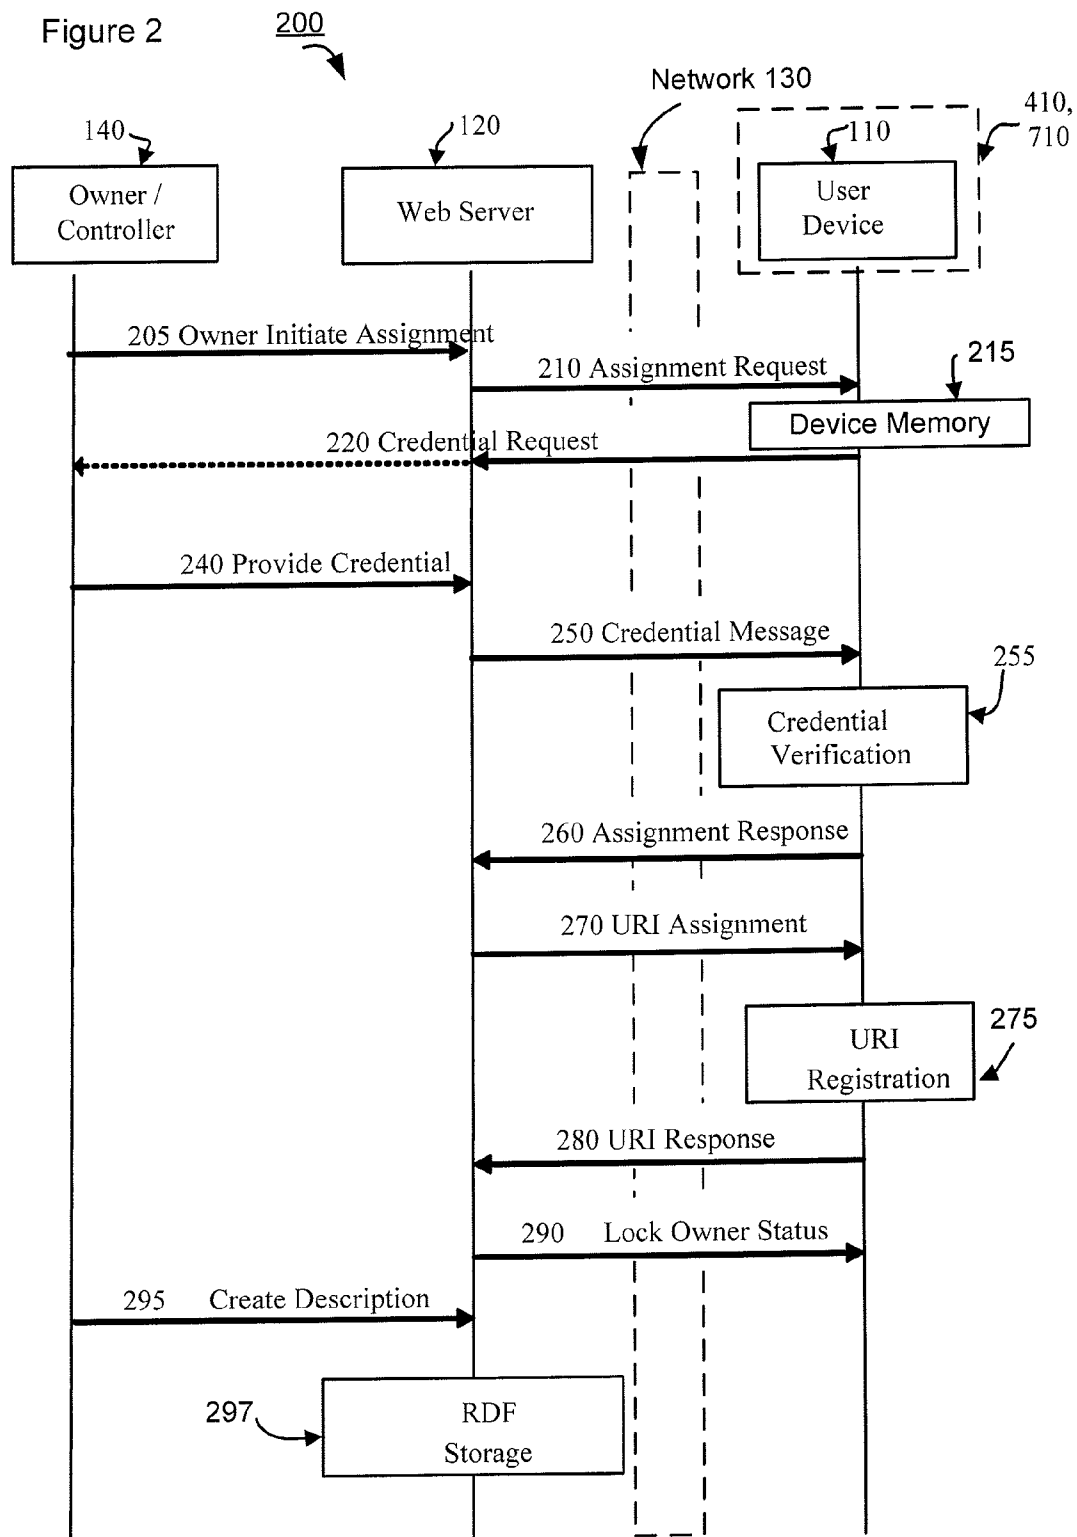 Figure 2
200
Network 130
410,
710
140
120
110
Owner /
Controller
Web Server
User
Device
205 Owner Initiate Assignment
210 Assignment Request
215
Device Memory
220 Credential Request
240 Provide Credential
250 Credential Message
255
Credential
Verification
260 Assignment Response
270 URI Assignment
275
URI
Registration
280 URI Response
290 Lock Owner Status
295 Create Description
297
RDF
Storage